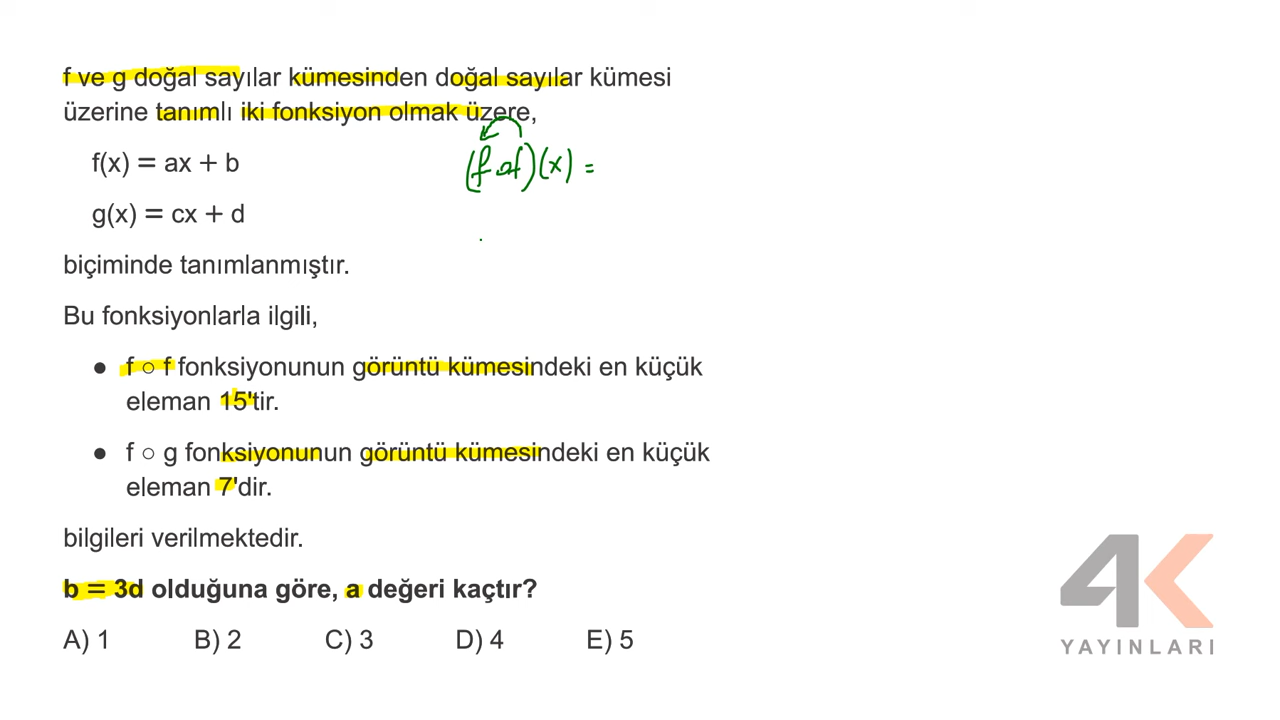 f ve g doğal sayılar kümesinden doğal sayılar kümesi
üzerine tanımlı iki fonksiyon olmak üzere,
f(x) = ax + b
(f o f)(x) =
g(x) = cx + d
biçiminde tanımlanmıştır.
Bu fonksiyonlarla ilgili,
● f ○ f fonksiyonunun görüntü kümesindeki en küçük
eleman 15'tir.
● f ○ g fonksiyonunun görüntü kümesindeki en küçük
eleman 7'dir.
bilgileri verilmektedir.
b = 3d olduğuna göre, a değeri kaçtır?
A) 1 B) 2 C) 3 D) 4 E) 5
4K
YAYINLARI